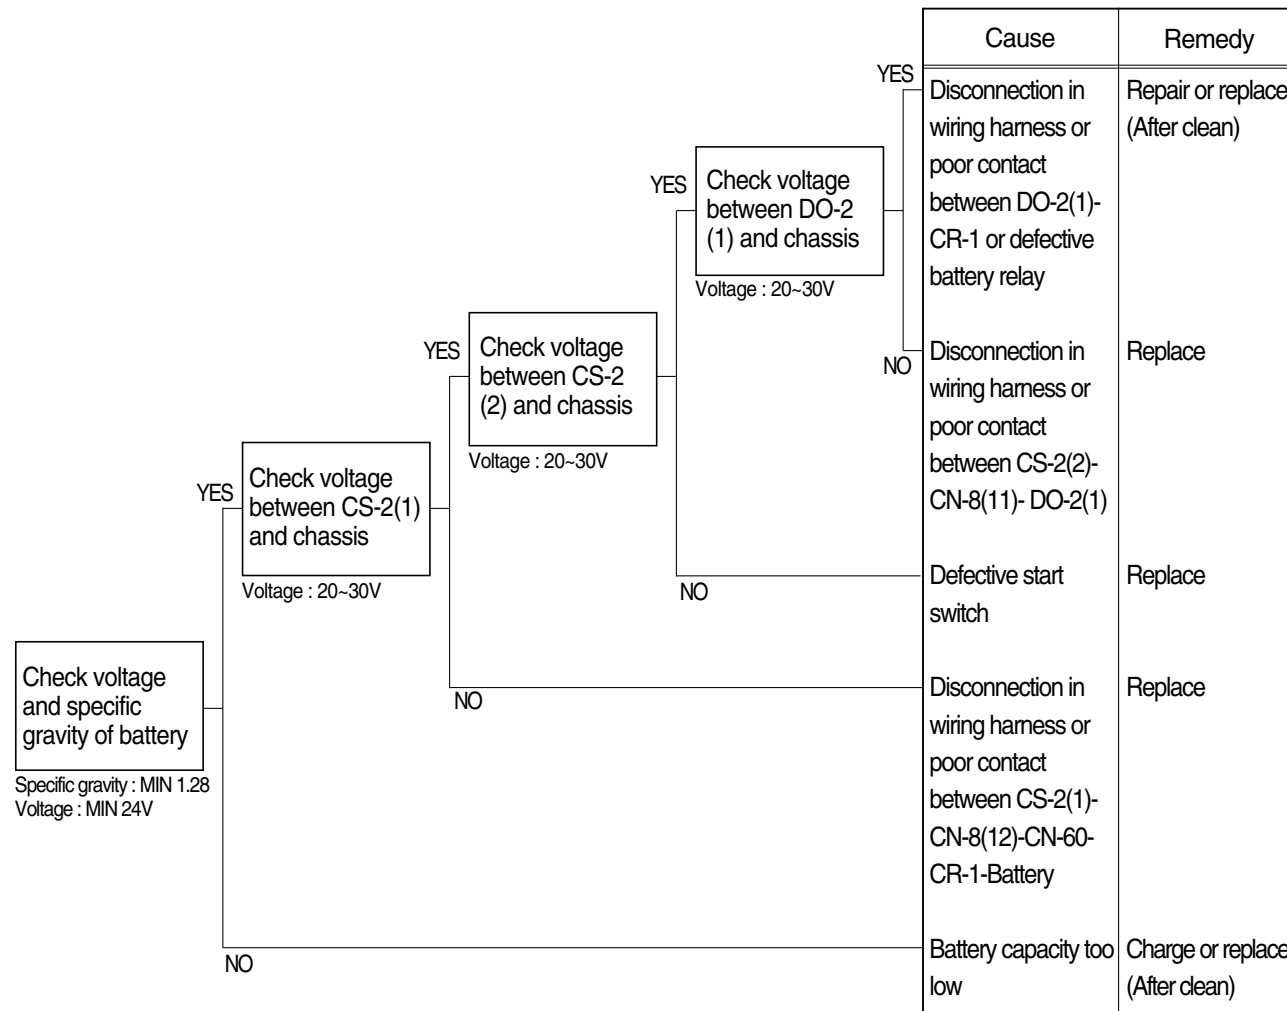 Cause
Remedy
YES
Disconnection in
wiring harness or
poor contact
between DO-2(1)-
CR-1 or defective
battery relay
Repair or replace
(After clean)
YES
Check voltage
between DO-2
(1) and chassis
Voltage : 20~30V
NO
Disconnection in
wiring harness or
poor contact
between CS-2(2)-
CN-8(11)- DO-2(1)
Replace
YES
Check voltage
between CS-2
(2) and chassis
Voltage : 20~30V
NO
Defective start
switch
Replace
YES
Check voltage
between CS-2(1)
and chassis
Voltage : 20~30V
NO
Disconnection in
wiring harness or
poor contact
between CS-2(1)-
CN-8(12)-CN-60-
CR-1-Battery
Replace
Check voltage
and specific
gravity of battery
Specific gravity : MIN 1.28
Voltage : MIN 24V
NO
Battery capacity too
low
Charge or replace
(After clean)